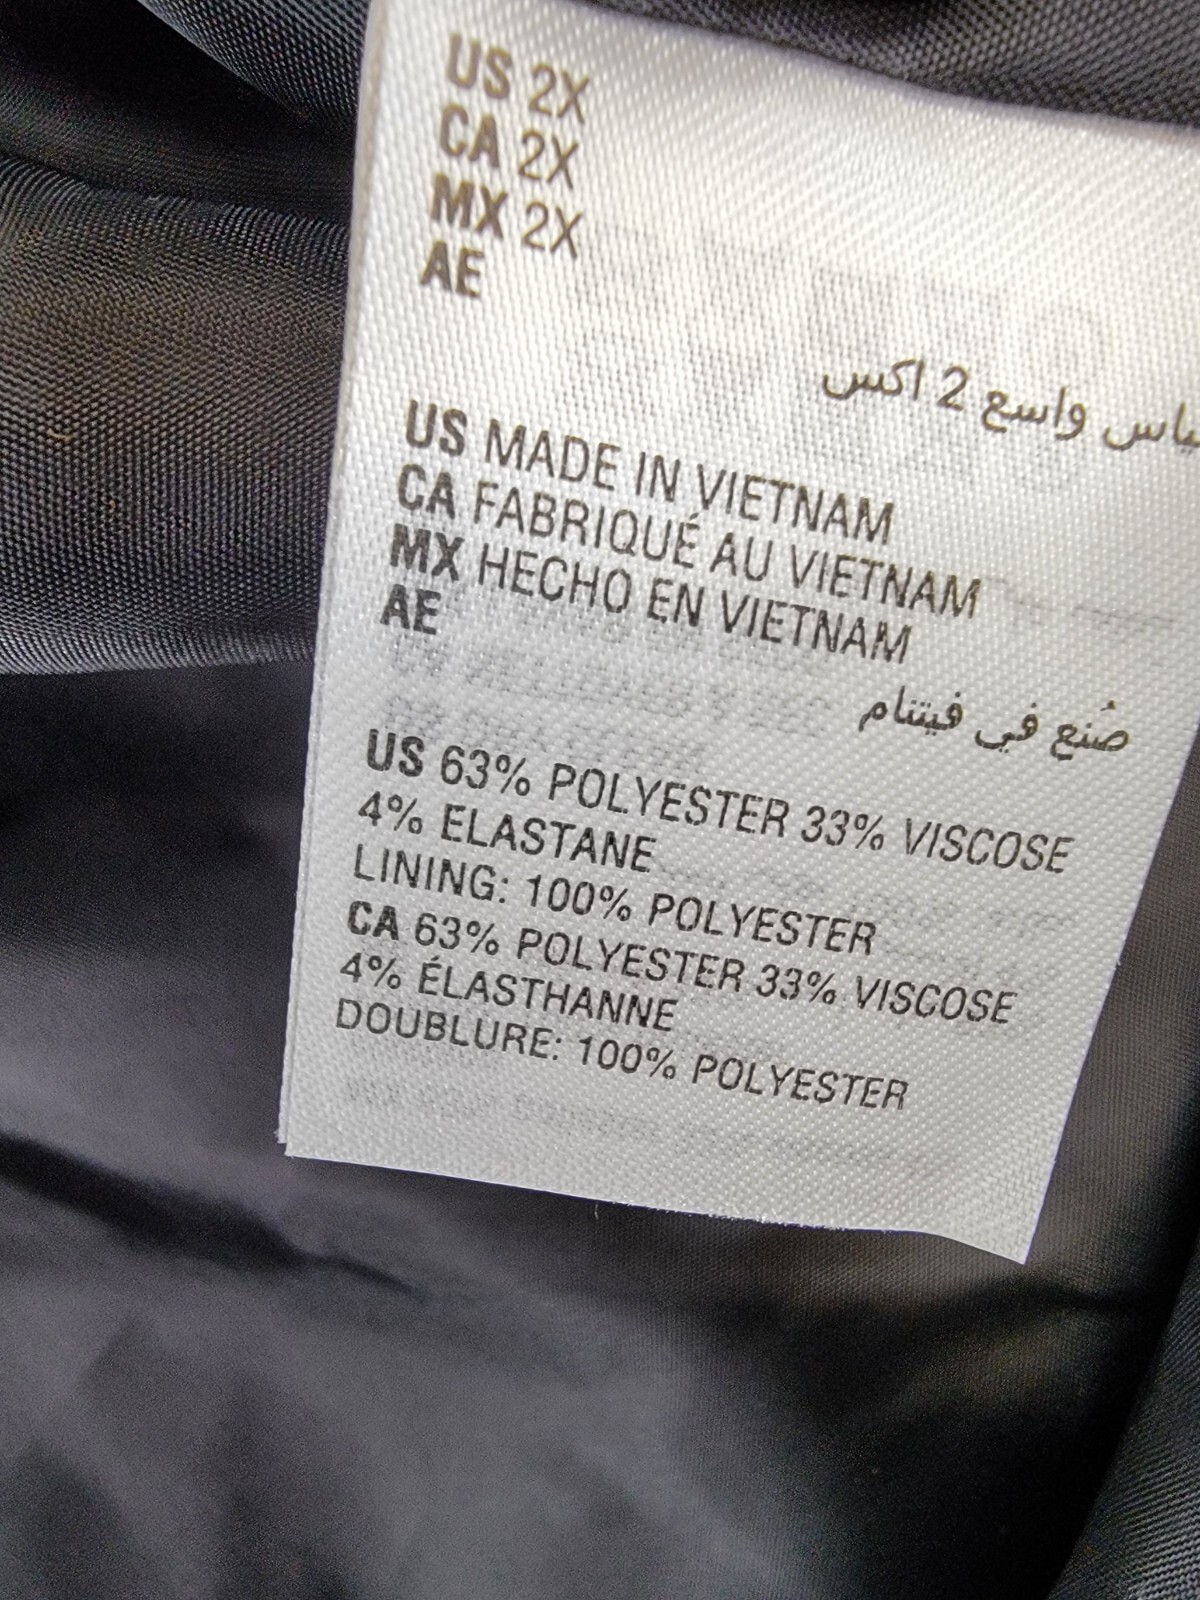 US 2X
CA 2X
MX 2X
AE
واسع 2 اكس
US MADE IN VIETNAM
CA FABRIQUÉ AU VIETNAM
MX HECHO EN VIETNAM
AE
صُنع في فيتنام
US 63% POLYESTER 33% VISCOSE
4% ELASTANE
LINING: 100% POLYESTER
CA 63% POLYESTER 33% VISCOSE
4% ÉLASTHANNE
DOUBLURE: 100% POLYESTER